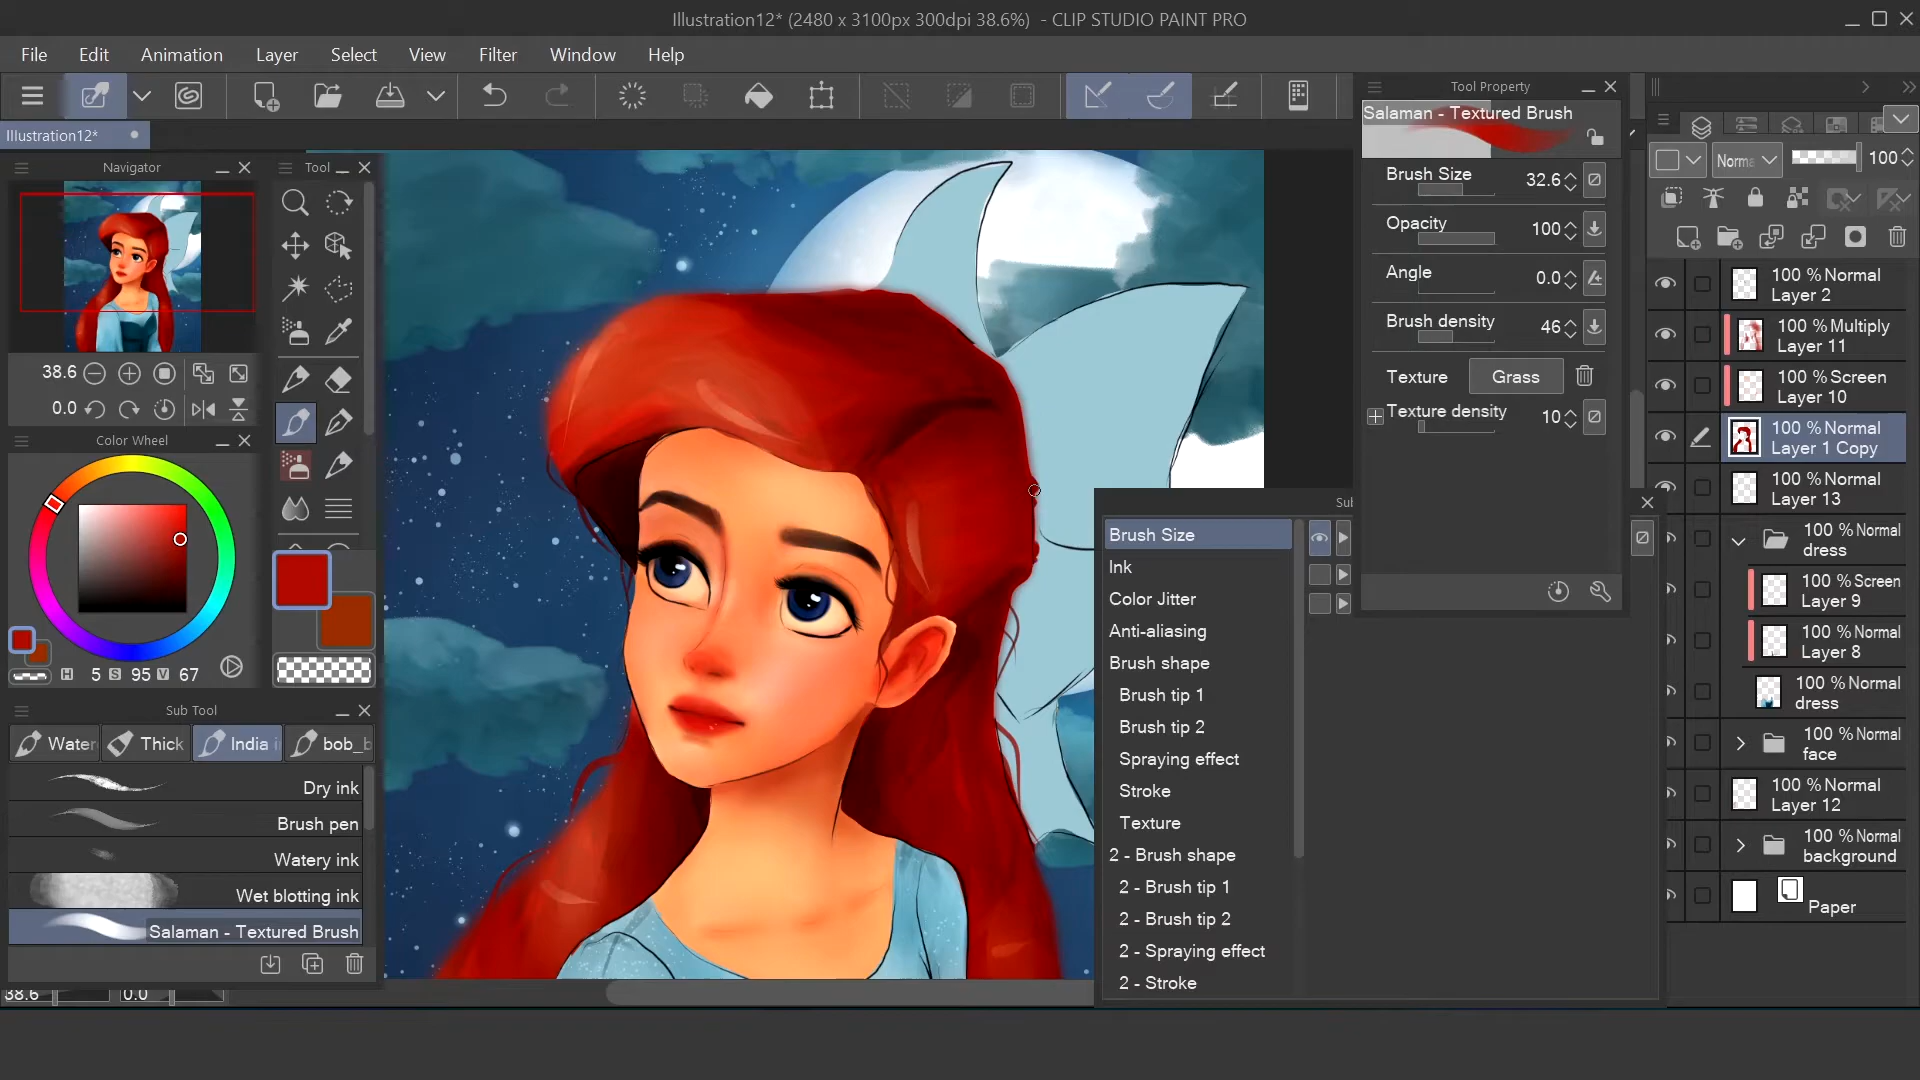 Illustration12* (2480 x 3100px 300dpi 38.6%) - CLIP STUDIO PAINT PRO
File Edit Animation Layer Select View Filter Window Help
Illustration12*
Navigator
38.6
0.0
Color Wheel
H 5 S 95 V 67
Tool
Sub Tool
Water Thick India i bob_b
Dry ink
Brush pen
Watery ink
Wet blotting ink
Salaman - Textured Brush
38.6 0.0
Tool Property
Salaman - Textured Brush
Brush Size 32.6
Opacity 100
Angle 0.0
Brush density 46
Texture Grass
Texture density 10
Sub
Brush Size
Ink
Color Jitter
Anti-aliasing
Brush shape
Brush tip 1
Brush tip 2
Spraying effect
Stroke
Texture
2 - Brush shape
2 - Brush tip 1
2 - Brush tip 2
2 - Spraying effect
2 - Stroke
Norma 100
100 % Normal
Layer 2
100 % Multiply
Layer 11
100 % Screen
Layer 10
100 % Normal
Layer 1 Copy
100 % Normal
Layer 13
100 % Normal
dress
100 % Screen
Layer 9
100 % Normal
Layer 8
100 % Normal
dress
100 % Normal
face
100 % Normal
Layer 12
100 % Normal
background
Paper